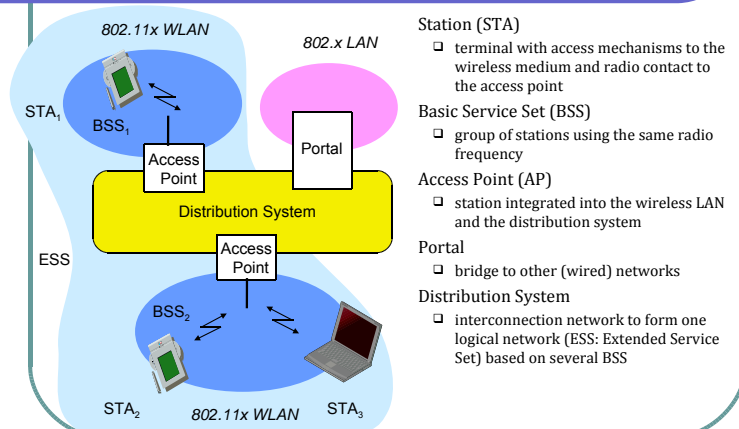 802.11x WLAN
802.x LAN
STA₁
BSS₁
Access
Point
Portal
Distribution System
Access
Point
ESS
BSS₂
STA₂
802.11x WLAN
STA₃
Station (STA)
❑ terminal with access mechanisms to the
wireless medium and radio contact to
the access point
Basic Service Set (BSS)
❑ group of stations using the same radio
frequency
Access Point (AP)
❑ station integrated into the wireless LAN
and the distribution system
Portal
❑ bridge to other (wired) networks
Distribution System
❑ interconnection network to form one
logical network (ESS: Extended Service
Set) based on several BSS